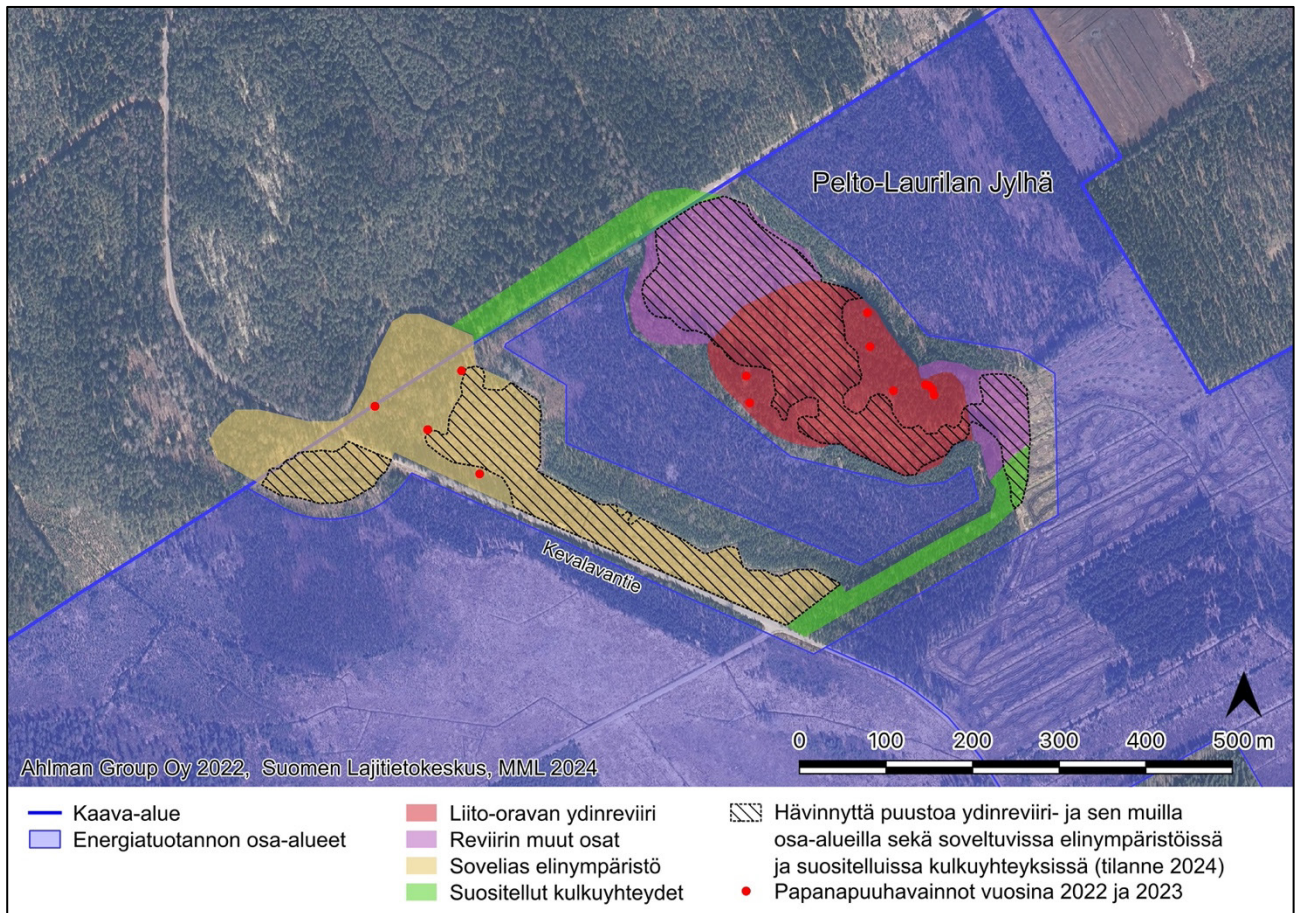 Pelto-Laurilan Jylhä
Kevalavantie
0 100 200 300 400 500 m
Ahlman Group Oy 2022, Suomen Lajitietokeskus, MML 2024
Kaava-alue
Energiatuotannon osa-alueet
Liito-oravan ydinreviiri
Reviirin muut osat
Sovelias elinympäristö
Suositellut kulkuyhteydet
Hävinnyttä puustoa ydinreviiri- ja sen muilla
osa-alueilla sekä soveltuvissa elinympäristöissä
ja suositelluissa kulkuyhteyksissä (tilanne 2024)
Papanapuuhavainnot vuosina 2022 ja 2023